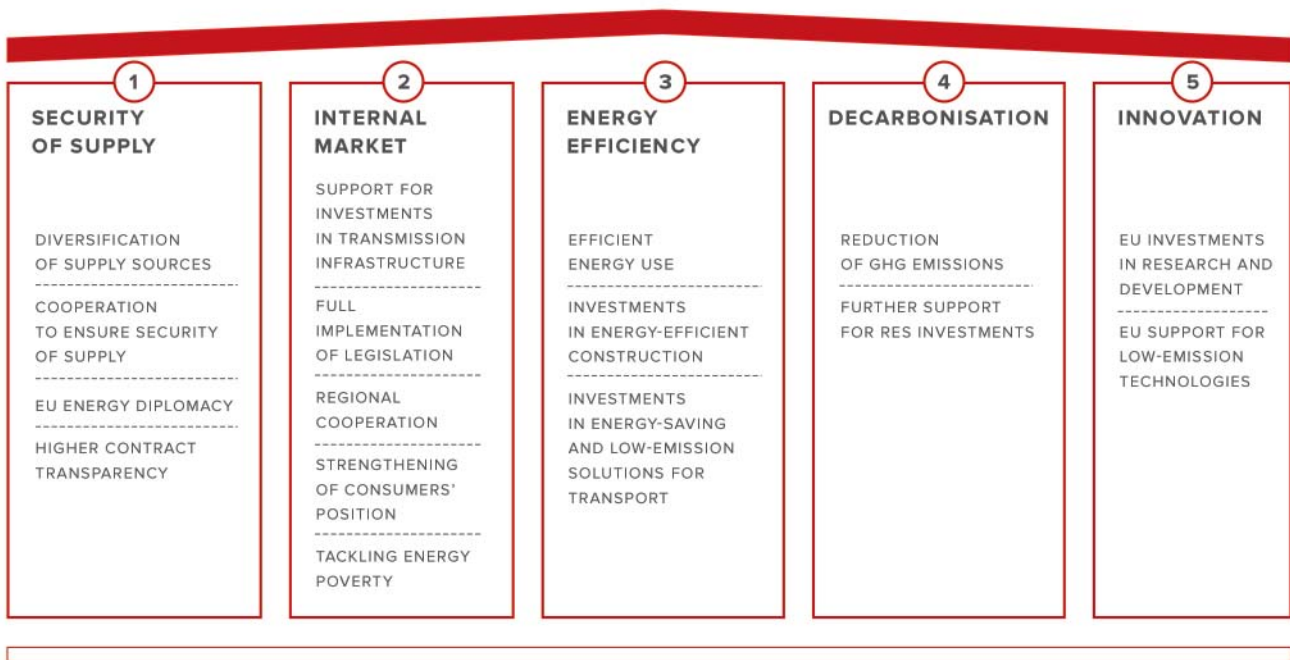 1
SECURITY
OF SUPPLY
DIVERSIFICATION
OF SUPPLY SOURCES
COOPERATION
TO ENSURE SECURITY
OF SUPPLY
EU ENERGY DIPLOMACY
HIGHER CONTRACT
TRANSPARENCY
2
INTERNAL
MARKET
SUPPORT FOR
INVESTMENTS
IN TRANSMISSION
INFRASTRUCTURE
FULL
IMPLEMENTATION
OF LEGISLATION
REGIONAL
COOPERATION
STRENGTHENING
OF CONSUMERS'
POSITION
TACKLING ENERGY
POVERTY
3
ENERGY
EFFICIENCY
EFFICIENT
ENERGY USE
INVESTMENTS
IN ENERGY-EFFICIENT
CONSTRUCTION
INVESTMENTS
IN ENERGY-SAVING
AND LOW-EMISSION
SOLUTIONS FOR
TRANSPORT
4
DECARBONISATION
REDUCTION
OF GHG EMISSIONS
FURTHER SUPPORT
FOR RES INVESTMENTS
5
INNOVATION
EU INVESTMENTS
IN RESEARCH AND
DEVELOPMENT
EU SUPPORT FOR
LOW-EMISSION
TECHNOLOGIES